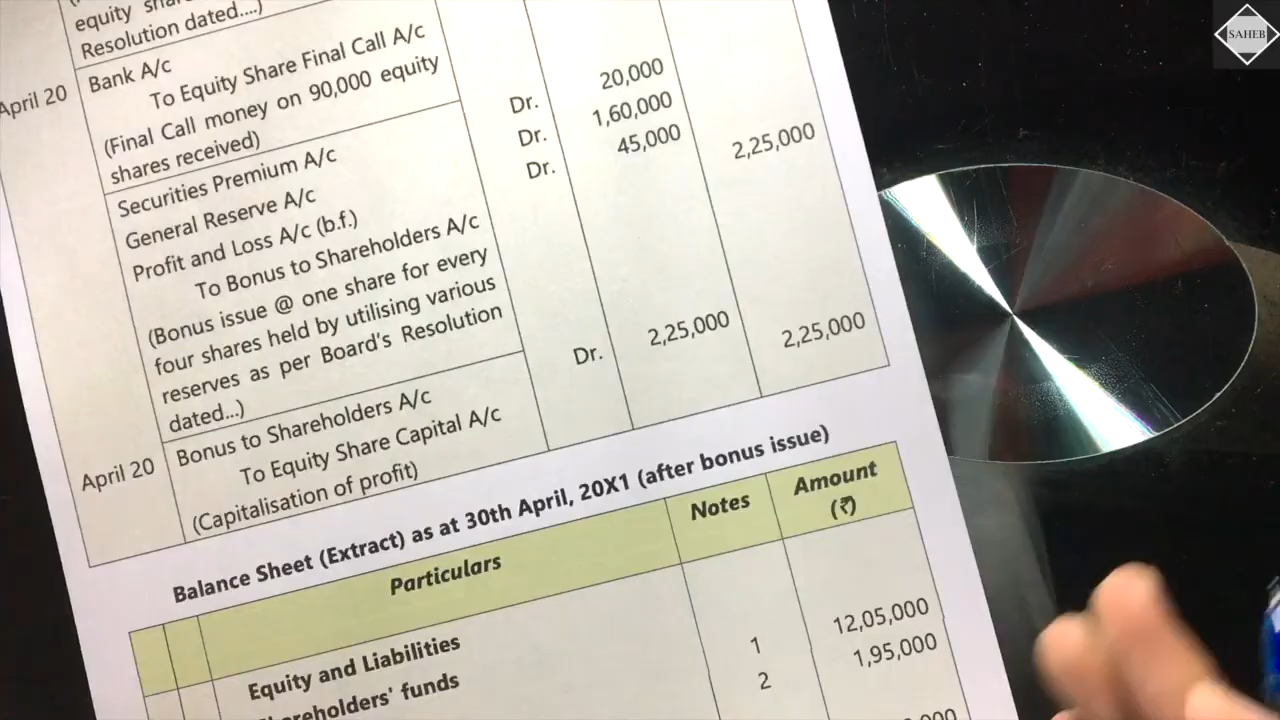 SAHEB
equity
Resolution dated....)
April 20
Bank A/c
To Equity Share Final Call A/c
(Final Call money on 90,000 equity
shares received)
Securities Premium A/c Dr. 20,000
General Reserve A/c Dr. 1,60,000
Profit and Loss A/c (b.f.) Dr. 45,000
To Bonus to Shareholders A/c 2,25,000
(Bonus issue @ one share for every
four shares held by utilising various
reserves as per Board's Resolution
dated...)
April 20 Bonus to Shareholders A/c Dr. 2,25,000
To Equity Share Capital A/c 2,25,000
(Capitalisation of profit)
Balance Sheet (Extract) as at 30th April, 20X1 (after bonus issue)
Particulars Notes Amount
(₹)
Equity and Liabilities
funds
1 12,05,000
2 1,95,000